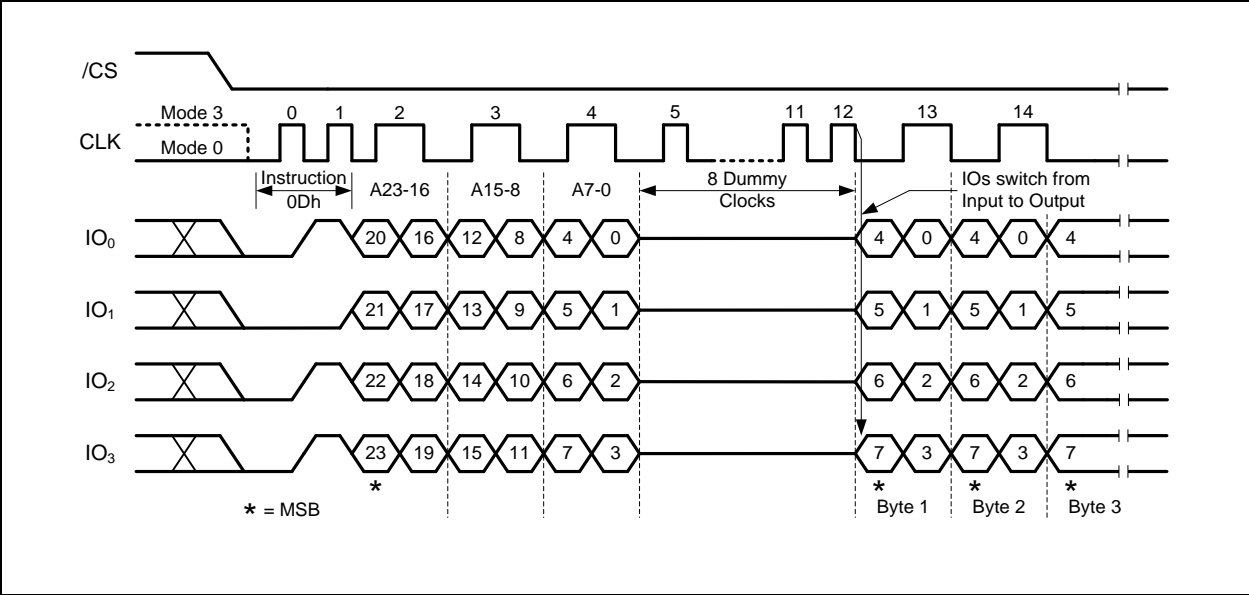 /CS
Mode 3 0 1 2 3 4 5 11 12 13 14
CLK
Mode 0
Instruction 0Dh
A23-16 A15-8 A7-0
8 Dummy Clocks
IOs switch from
Input to Output
IO₀ 20 16 12 8 4 0 4 0 4 0 4
IO₁ 21 17 13 9 5 1 5 1 5 1 5
IO₂ 22 18 14 10 6 2 6 2 6 2 6
IO₃ 23 19 15 11 7 3 7 3 7 3 7
* * * *
* = MSB Byte 1 Byte 2 Byte 3